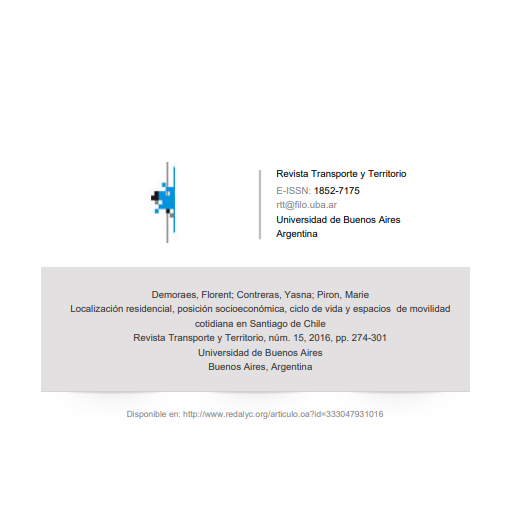 Revista Transporte y Territorio
E-ISSN: 1852-7175
rtt@filo.uba.ar
Universidad de Buenos Aires
Argentina
Demoraes, Florent; Contreras, Yasna; Piron, Marie
Localización residencial, posición socioeconómica, ciclo de vida y espacios de movilidad
cotidiana en Santiago de Chile
Revista Transporte y Territorio, núm. 15, 2016, pp. 274-301
Universidad de Buenos Aires
Buenos Aires, Argentina
Disponible en: http://www.redalyc.org/articulo.oa?id=333047931016